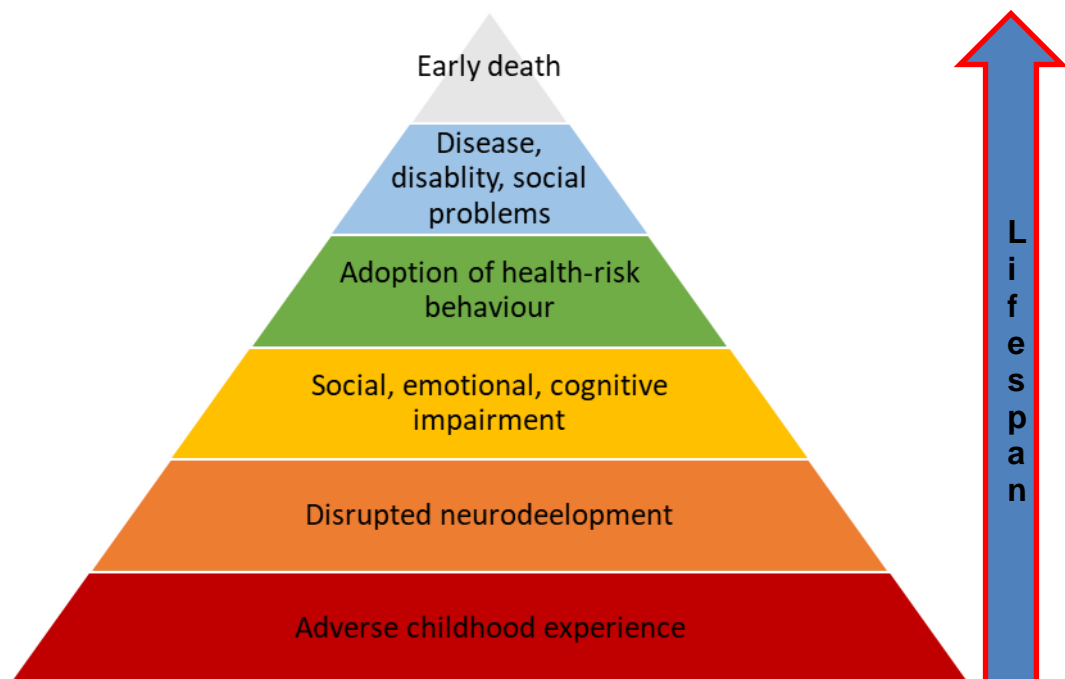 Early death
Disease,
disablity, social
problems
Adoption of health-risk
behaviour
Social, emotional, cognitive
impairment
Disrupted neurodeelopment
Adverse childhood experience
Lifespan